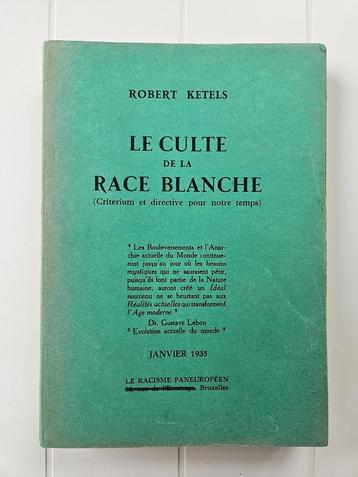 ROBERT KETELS
LE CULTE
DE LA
RACE BLANCHE
(Criterium et directive pour notre temps)
" Les Bouleversements et l'Anar-
chie actuelle du Monde continue-
ront jusqu'au jour où les besoins
mystiques qui ne sauraient périr,
puisqu'ils font partie de la Nature
humaine, auront créé un Idéal
nouveau ne se heurtant pas aux
Réalités actuelles qui transforment
l'Age moderne. "
Dr. Gustave Lebon
" Evolution actuelle du monde "
JANVIER 1935
LE RACISME PANEUROPÉEN
Bruxelles